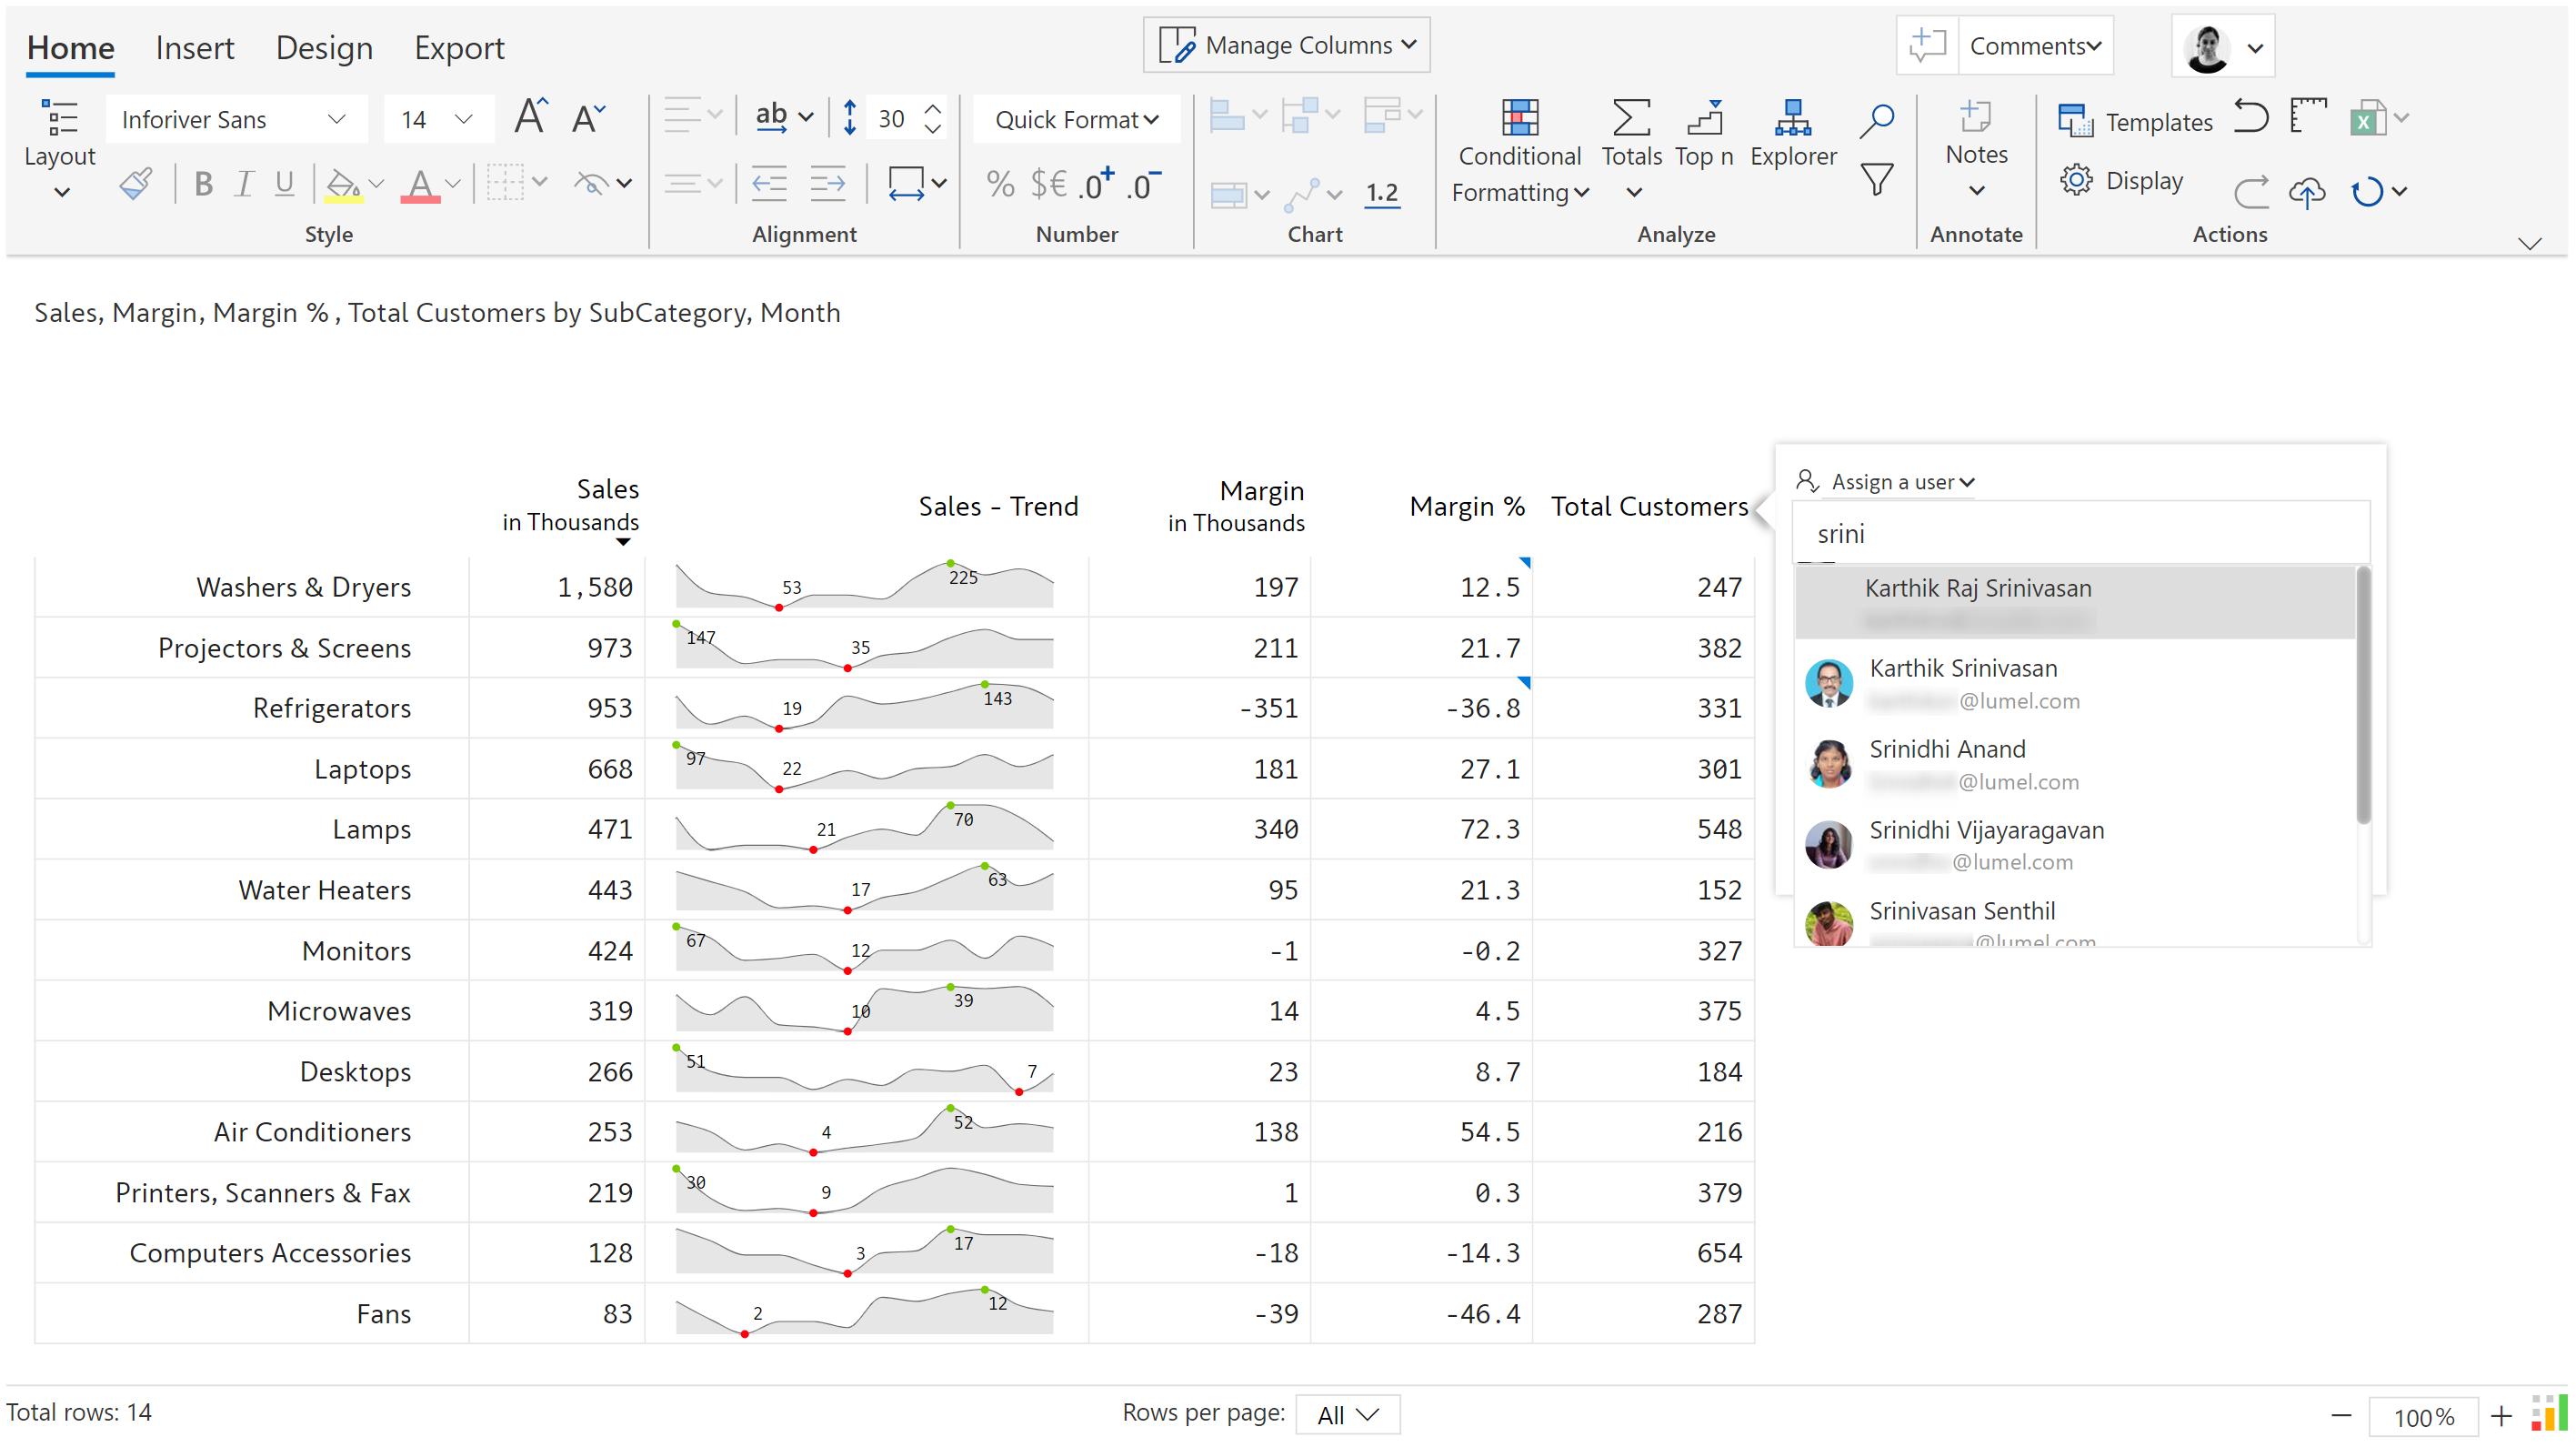 Home Insert Design Export Manage Columns Comments
Inforiver Sans 14 A A ab 30 Quick Format Templates
Layout Conditional Formatting Totals Top n Explorer Notes
B I U A % $€ .0+ .0- 1.2 Display
Style Alignment Number Chart Analyze Annotate Actions
Sales, Margin, Margin % , Total Customers by SubCategory, Month
Sales in Thousands Sales - Trend Margin in Thousands Margin % Total Customers
Washers & Dryers 1,580 53 225 197 12.5 247
Projectors & Screens 973 147 35 211 21.7 382
Refrigerators 953 19 143 -351 -36.8 331
Laptops 668 97 22 181 27.1 301
Lamps 471 21 70 340 72.3 548
Water Heaters 443 17 63 95 21.3 152
Monitors 424 67 12 -1 -0.2 327
Microwaves 319 10 39 14 4.5 375
Desktops 266 51 7 23 8.7 184
Air Conditioners 253 4 52 138 54.5 216
Printers, Scanners & Fax 219 30 9 1 0.3 379
Computers Accessories 128 3 17 -18 -14.3 654
Fans 83 2 12 -39 -46.4 287
Assign a user
srini
Karthik Raj Srinivasan
Karthik Srinivasan
@lumel.com
Srinidhi Anand
@lumel.com
Srinidhi Vijayaragavan
@lumel.com
Srinivasan Senthil
@lumel.com
Total rows: 14 Rows per page: All 100%